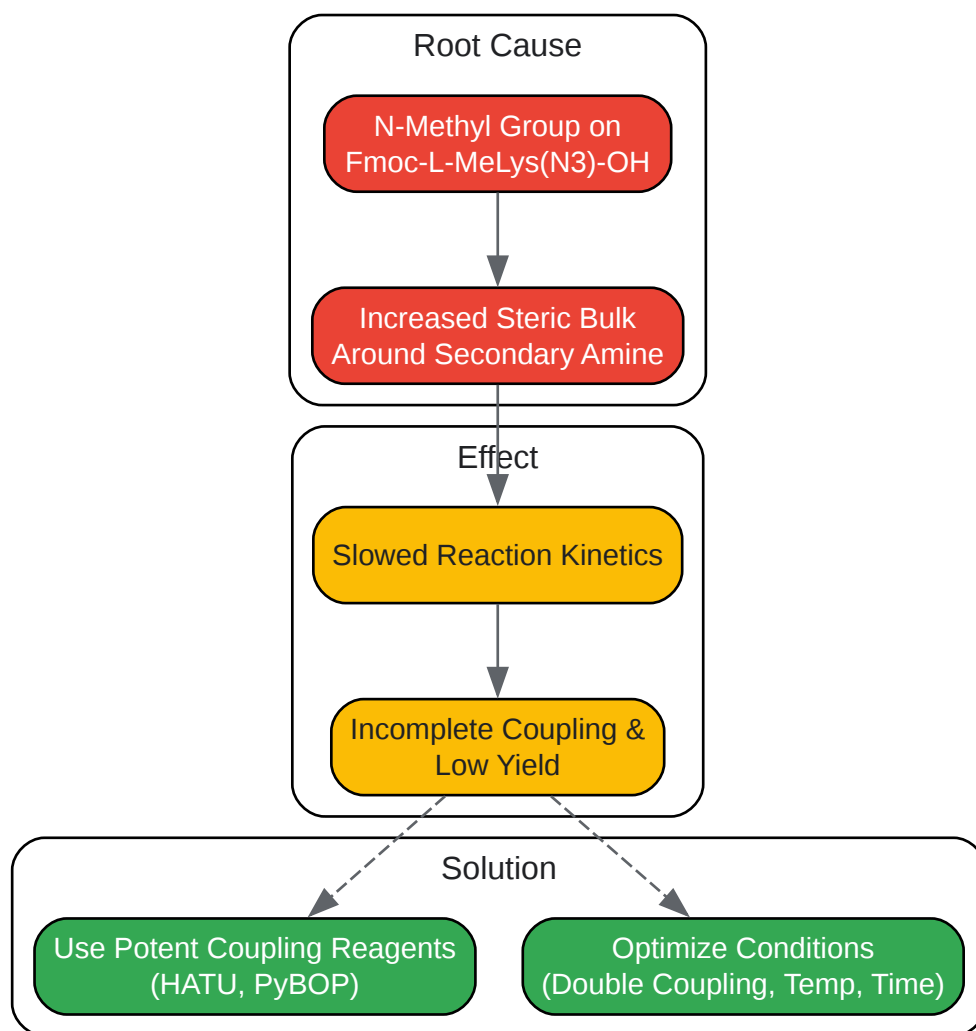 Root Cause
N-Methyl Group on
Fmoc-L-MeLys(N3)-OH
Increased Steric Bulk
Around Secondary Amine
Effect
Slowed Reaction Kinetics
Incomplete Coupling &
Low Yield
Solution
Use Potent Coupling Reagents
(HATU, PyBOP)
Optimize Conditions
(Double Coupling, Temp, Time)